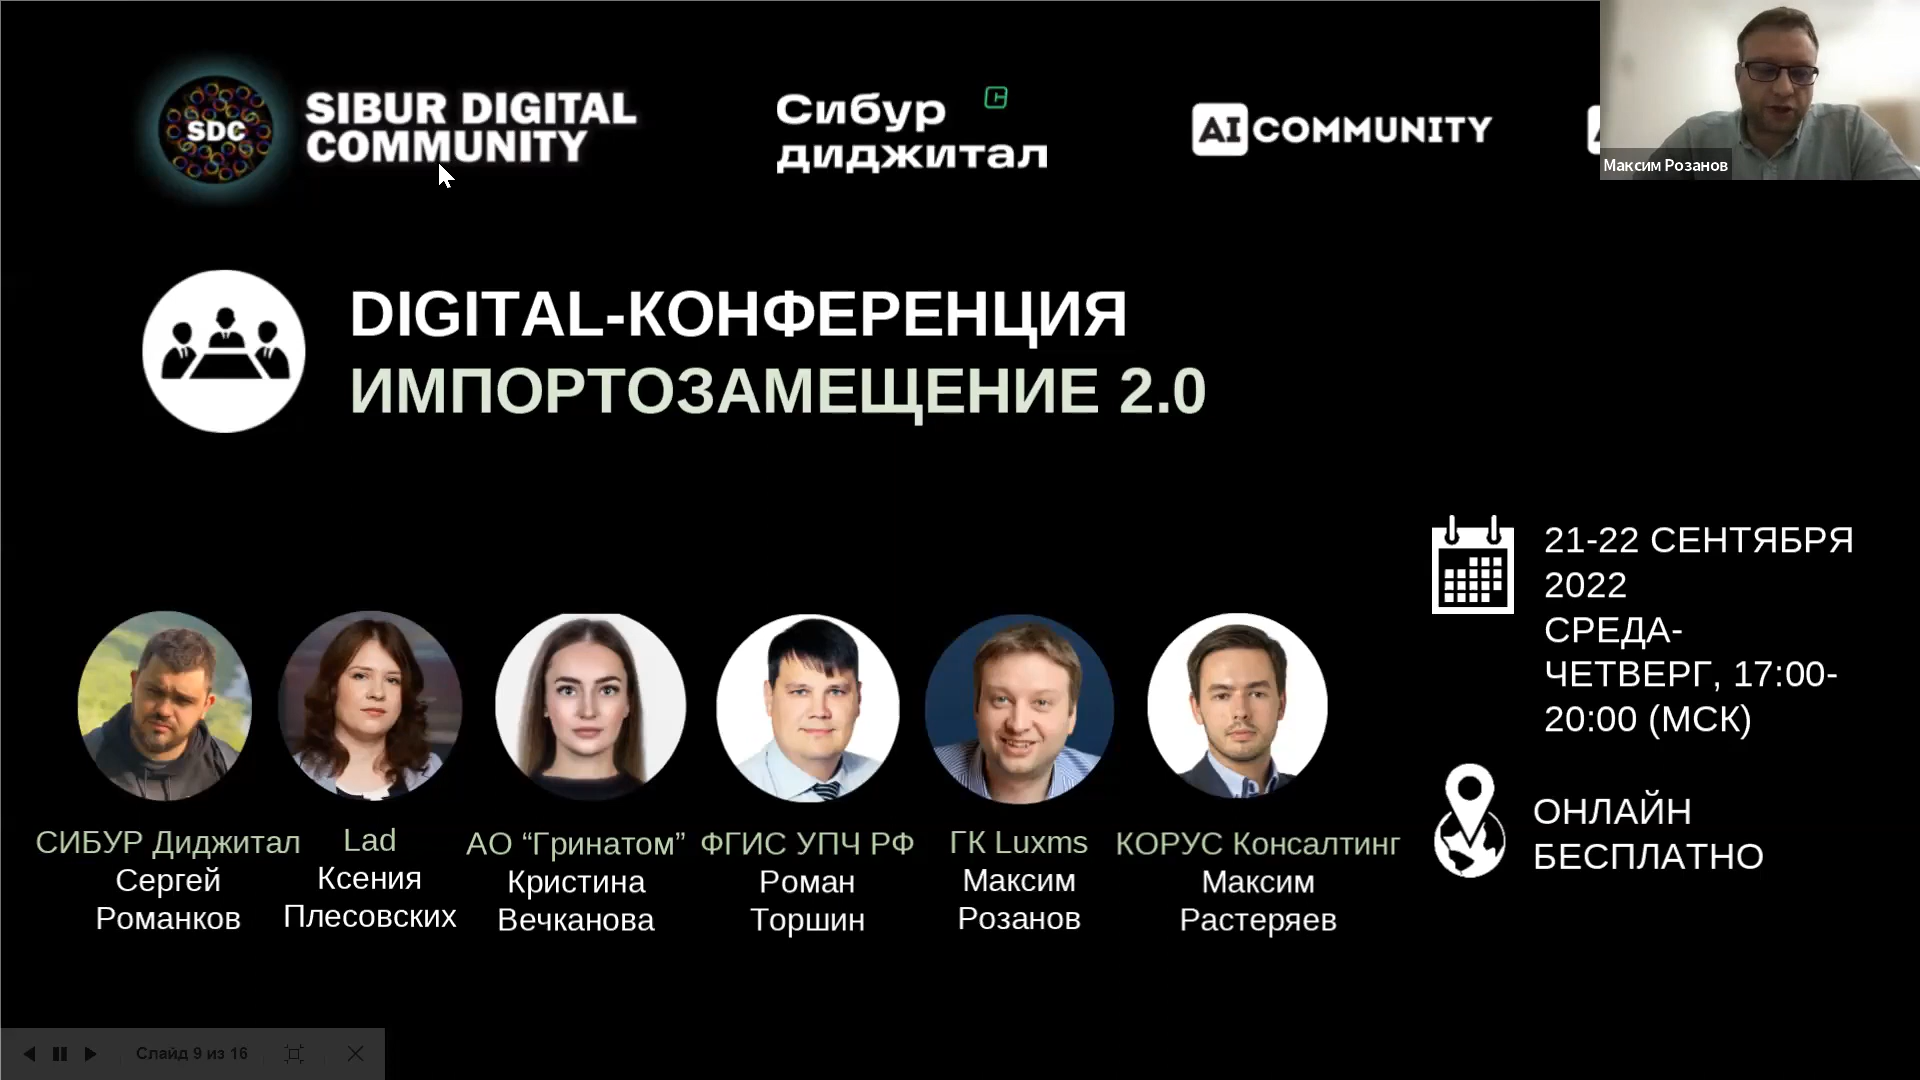 SDC
SIBUR DIGITAL
COMMUNITY
Сибур
диджитал
AI COMMUNITY
Максим Розанов
DIGITAL-КОНФЕРЕНЦИЯ
ИМПОРТОЗАМЕЩЕНИЕ 2.0
21-22 СЕНТЯБРЯ
2022
СРЕДА-
ЧЕТВЕРГ, 17:00-
20:00 (МСК)
ОНЛАЙН
БЕСПЛАТНО
СИБУР Диджитал
Сергей
Романков
Lad
Ксения
Плесовских
АО “Гринатом”
Кристина
Вечканова
ФГИС УПЧ РФ
Роман
Торшин
ГК Luxms
Максим
Розанов
КОРУС Консалтинг
Максим
Растеряев
Слайд 9 из 16